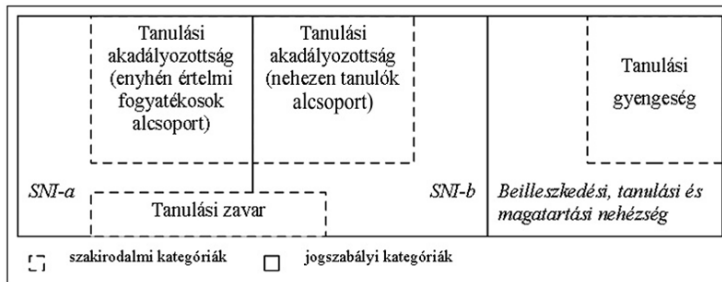 Tanulási
akadályozottság
(enyhén értelmi
fogyatékosok
alcsoport)
Tanulási
akadályozottság
(nehezen tanulók
alcsoport)
Tanulási
gyengeség
SNI-a
SNI-b
Beilleszkedési, tanulási és
magatartási nehézség
Tanulási zavar
szakirodalmi kategóriák
jogszabályi kategóriák